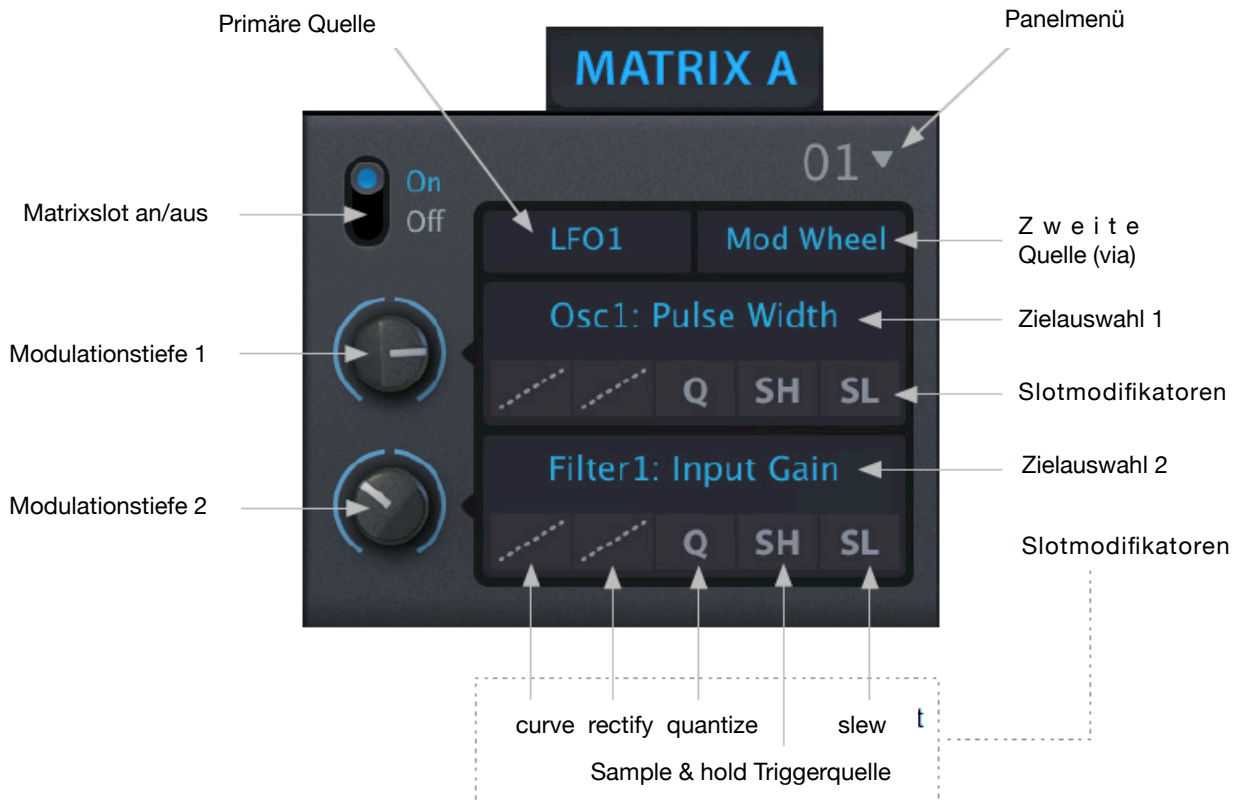 Primäre Quelle
Panelmenü
MATRIX A
01
On
Off
Matrixslot an/aus
LFO1
Mod Wheel
Zweite
Quelle (via)
Osc1: Pulse Width
Zielauswahl 1
Modulationstiefe 1
Q SH SL
Slotmodifikatoren
Filter1: Input Gain
Zielauswahl 2
Modulationstiefe 2
Q SH SL
Slotmodifikatoren
curve rectify quantize slew t
Sample & hold Triggerquelle